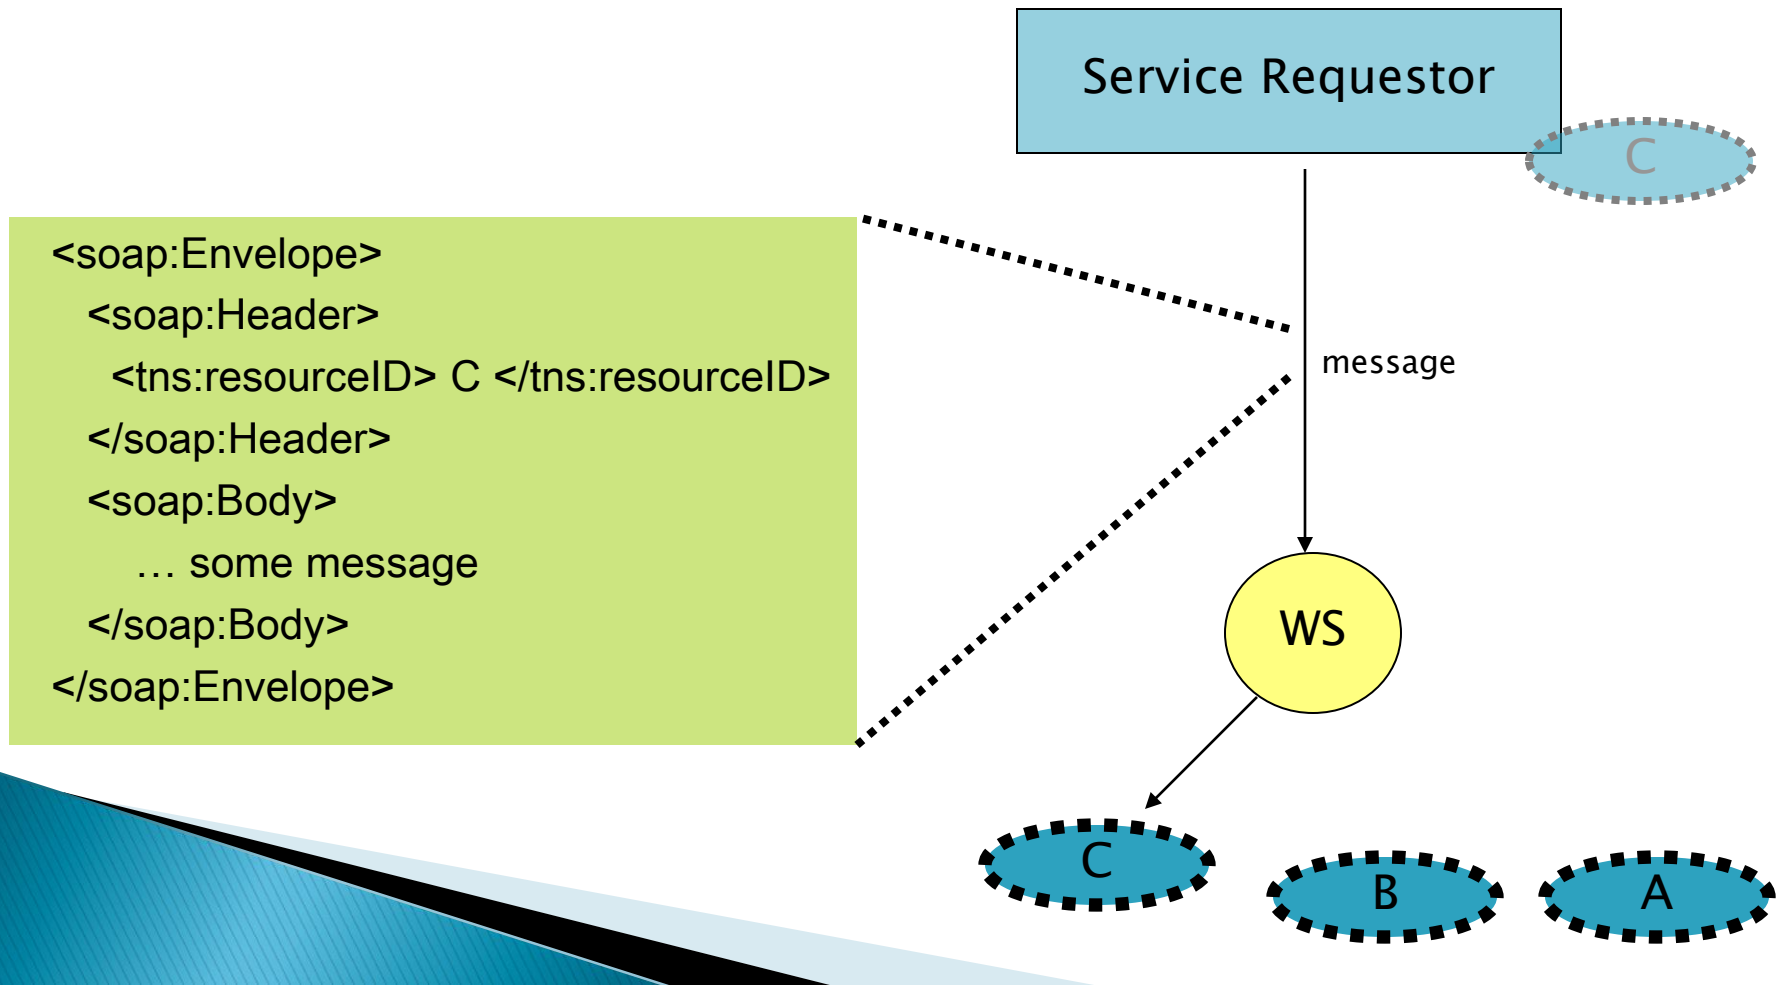 Service Requestor
C
<soap:Envelope>
<soap:Header>
<tns:resourceID> C </tns:resourceID>
</soap:Header>
<soap:Body>
… some message
</soap:Body>
</soap:Envelope>
message
WS
C
B
A